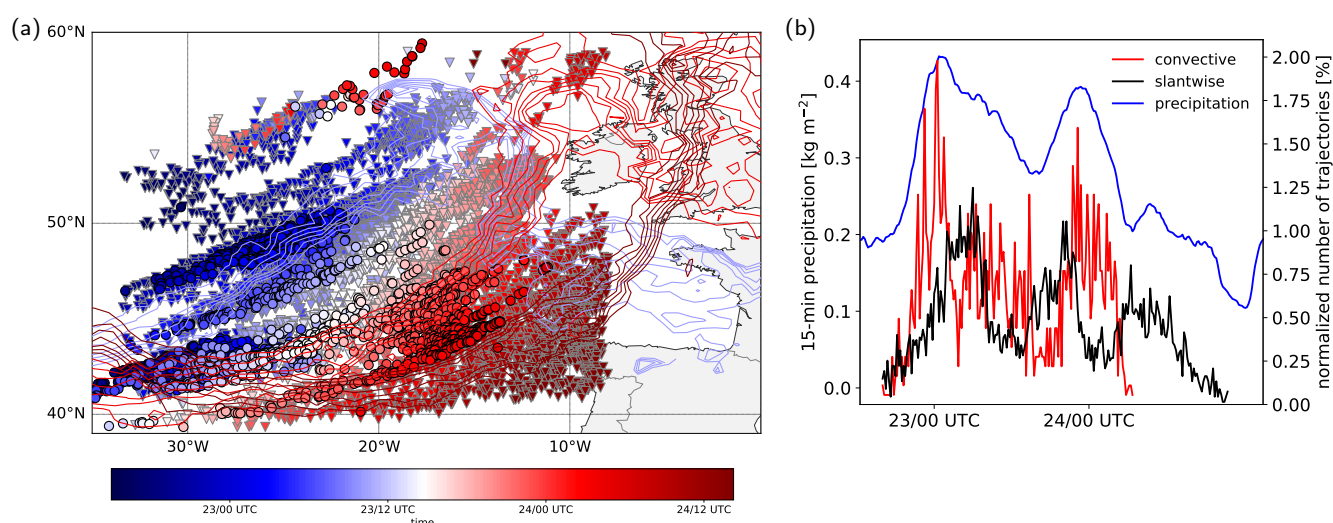 (a)
60°N
50°N
40°N
30°W
20°W
10°W
23/00 UTC
23/12 UTC
24/00 UTC
24/12 UTC
time
(b)
15-min precipitation [kg m−2]
0.4
0.3
0.2
0.1
0.0
convective
slantwise
precipitation
2.00
1.75
1.50
1.25
1.00
0.75
0.50
0.25
0.00
normalized number of trajectories [%]
23/00 UTC
24/00 UTC